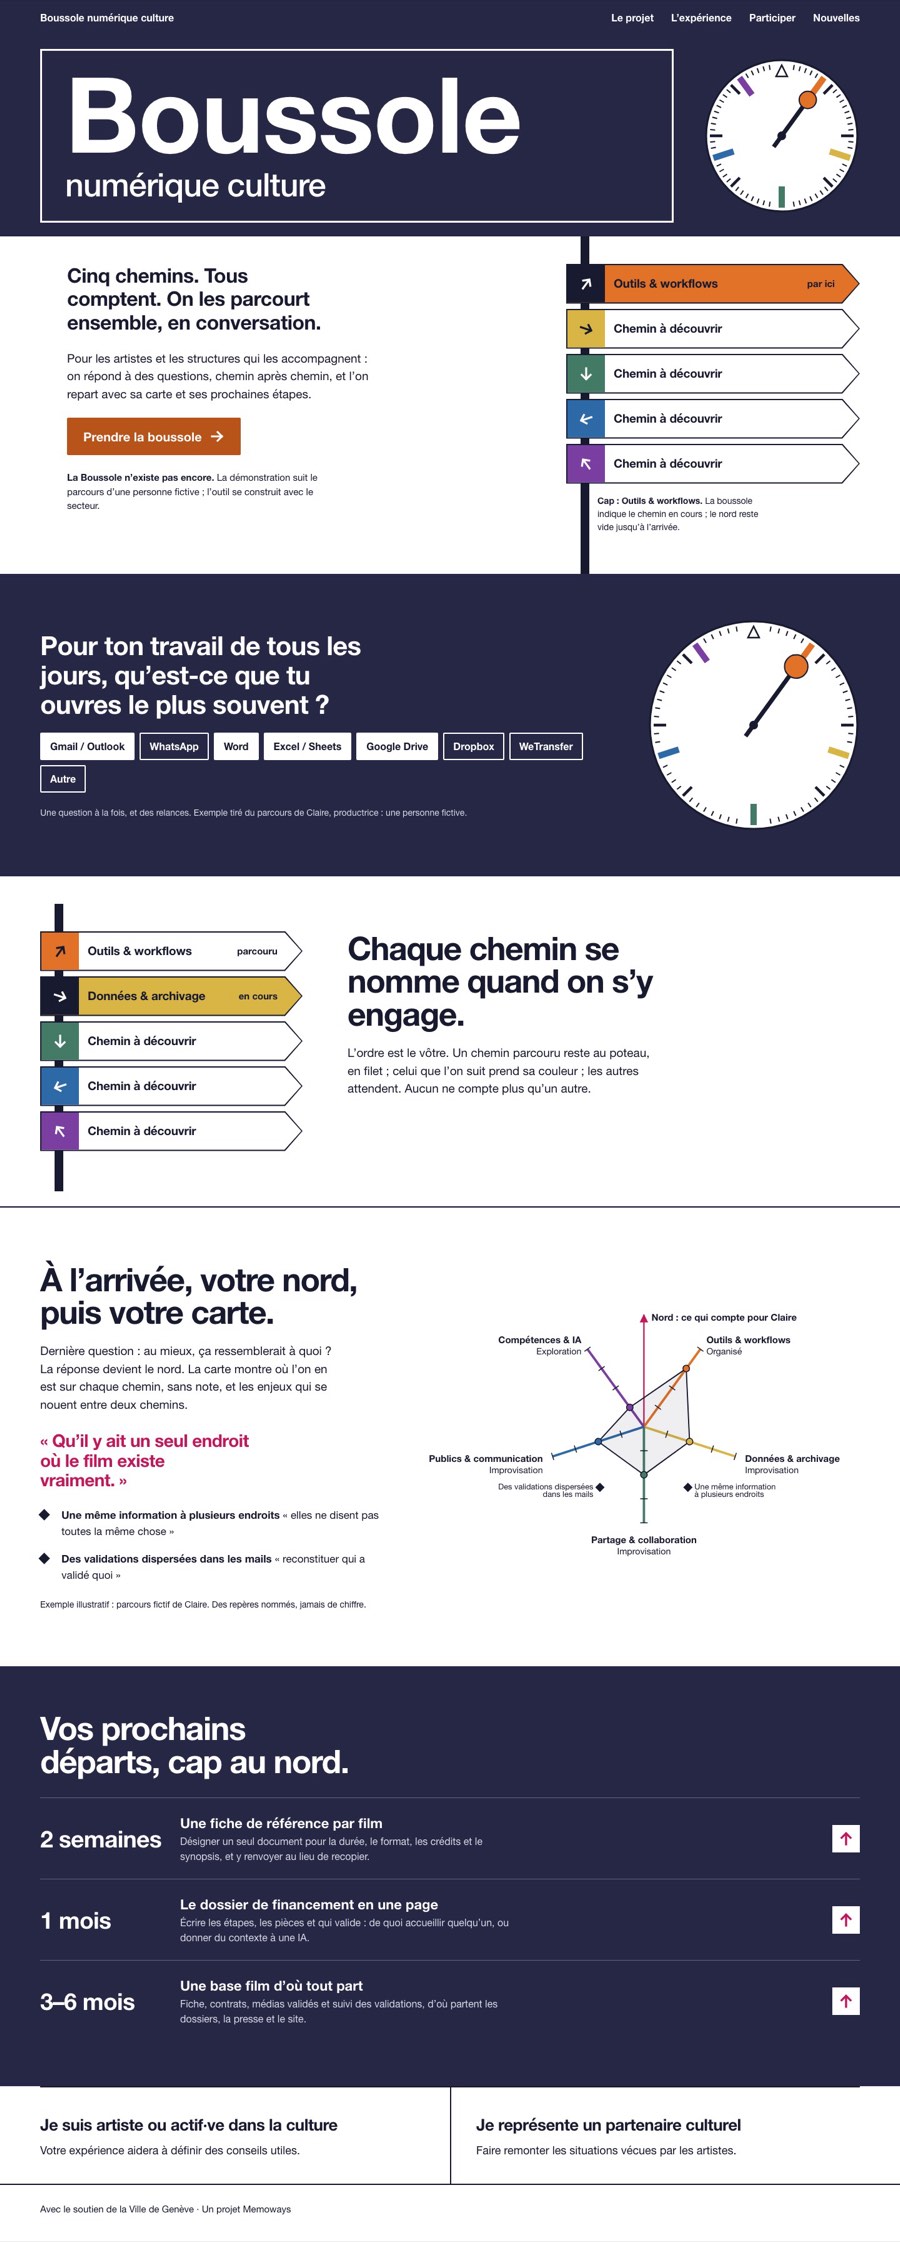 Boussole numérique culture
Le projet L'expérience Participer Nouvelles
Boussole
numérique culture
Cinq chemins. Tous
comptent. On les parcourt
ensemble, en conversation.
Pour les artistes et les structures qui les accompagnent :
on répond à des questions, chemin après chemin, et l'on
repart avec sa carte et ses prochaines étapes.
Prendre la boussole →
La Boussole n'existe pas encore. La démonstration suit le
parcours d'une personne fictive ; l'outil se construit avec le
secteur.
Outils & workflows par ici
Chemin à découvrir
Chemin à découvrir
Chemin à découvrir
Chemin à découvrir
Cap : Outils & workflows. La boussole
indique le chemin en cours ; le nord reste
vide jusqu'à l'arrivée.
Pour ton travail de tous les
jours, qu'est-ce que tu
ouvres le plus souvent ?
Gmail / Outlook WhatsApp Word Excel / Sheets Google Drive Dropbox WeTransfer
Autre
Une question à la fois, et des relances. Exemple tiré du parcours de Claire, productrice : une personne fictive.
Outils & workflows parcouru
Données & archivage en cours
Chemin à découvrir
Chemin à découvrir
Chemin à découvrir
Chaque chemin se
nomme quand on s'y
engage.
L'ordre est le vôtre. Un chemin parcouru reste au poteau,
en filet ; celui que l'on suit prend sa couleur ; les autres
attendent. Aucun ne compte plus qu'un autre.
À l'arrivée, votre nord,
puis votre carte.
Dernière question : au mieux, ça ressemblerait à quoi ?
La réponse devient le nord. La carte montre où l'on en
est sur chaque chemin, sans note, et les enjeux qui se
nouent entre deux chemins.
« Qu'il y ait un seul endroit
où le film existe
vraiment. »
Une même information à plusieurs endroits « elles ne disent pas
toutes la même chose »
Des validations dispersées dans les mails « reconstituer qui a
validé quoi »
Exemple illustratif : parcours fictif de Claire. Des repères nommés, jamais de chiffre.
Nord : ce qui compte pour Claire
Compétences & IA
Exploration
Outils & workflows
Organisé
Publics & communication
Improvisation
Données & archivage
Improvisation
Des validations dispersées
dans les mails
Une même information
à plusieurs endroits
Partage & collaboration
Improvisation
Vos prochains
départs, cap au nord.
2 semaines
Une fiche de référence par film
Désigner un seul document pour la durée, le format, les crédits et le
synopsis, et y renvoyer au lieu de recopier.
1 mois
Le dossier de financement en une page
Écrire les étapes, les pièces et qui valide : de quoi accueillir quelqu'un, ou
donner du contexte à une IA.
3–6 mois
Une base film d'où tout part
Fiche, contrats, médias validés et suivi des validations, d'où partent les
dossiers, la presse et le site.
Je suis artiste ou actif·ve dans la culture
Votre expérience aidera à définir des conseils utiles.
Je représente un partenaire culturel
Faire remonter les situations vécues par les artistes.
Avec le soutien de la Ville de Genève · Un projet Memoways